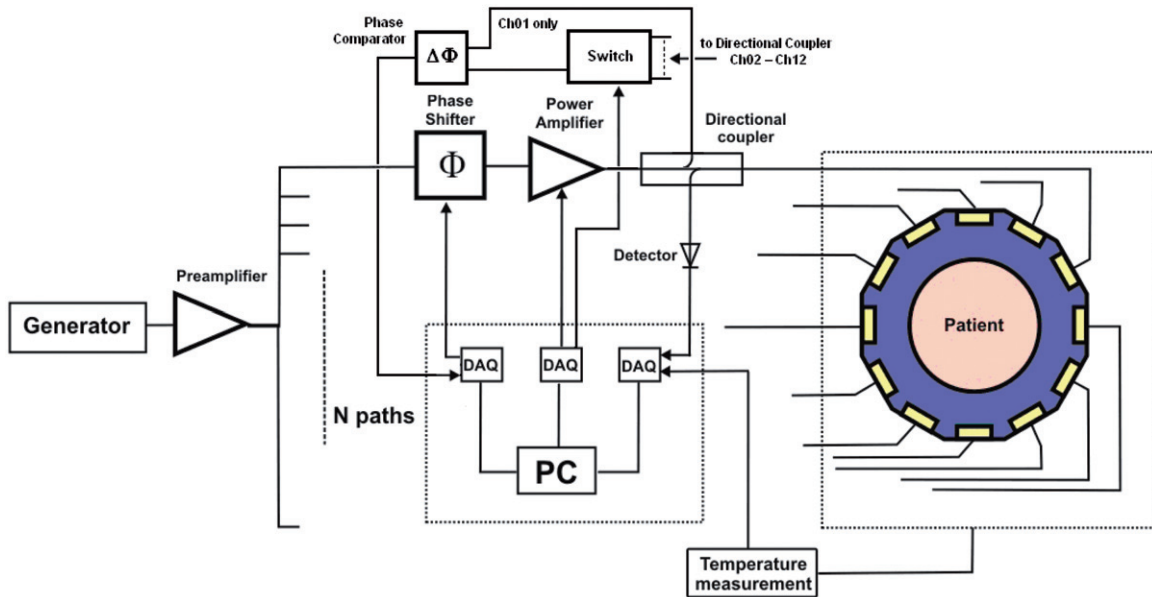 Phase
Comparator
Ch01 only
ΔΦ
Switch
to Directional Coupler
Ch02 – Ch12
Phase
Shifter
Power
Amplifier
Directional
coupler
Φ
Preamplifier
Detector
Generator
Patient
DAQ
DAQ
DAQ
N paths
PC
Temperature
measurement